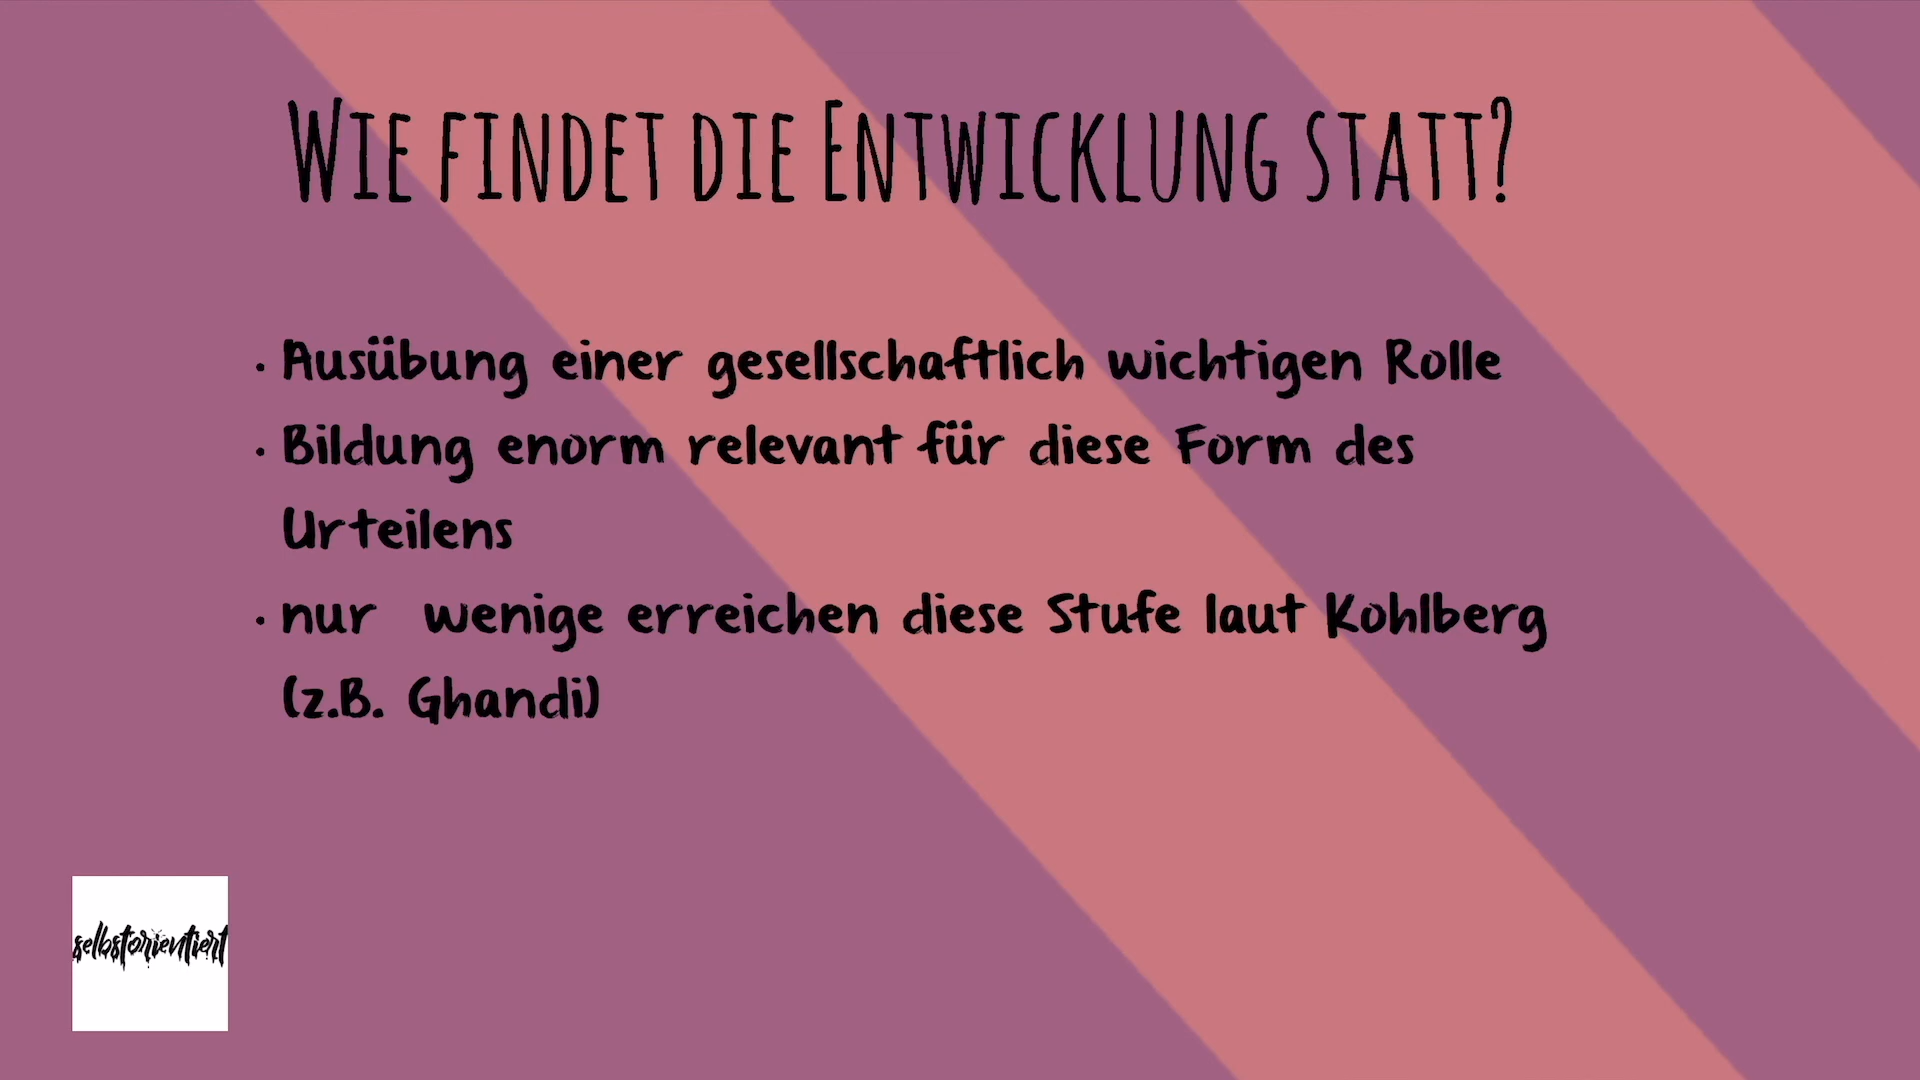 Wie findet die Entwicklung statt?
• Ausübung einer gesellschaftlich wichtigen Rolle
• Bildung enorm relevant für diese Form des
Urteilens
• nur wenige erreichen diese Stufe laut Kohlberg
(z.B. Ghandi)
selbstorientiert